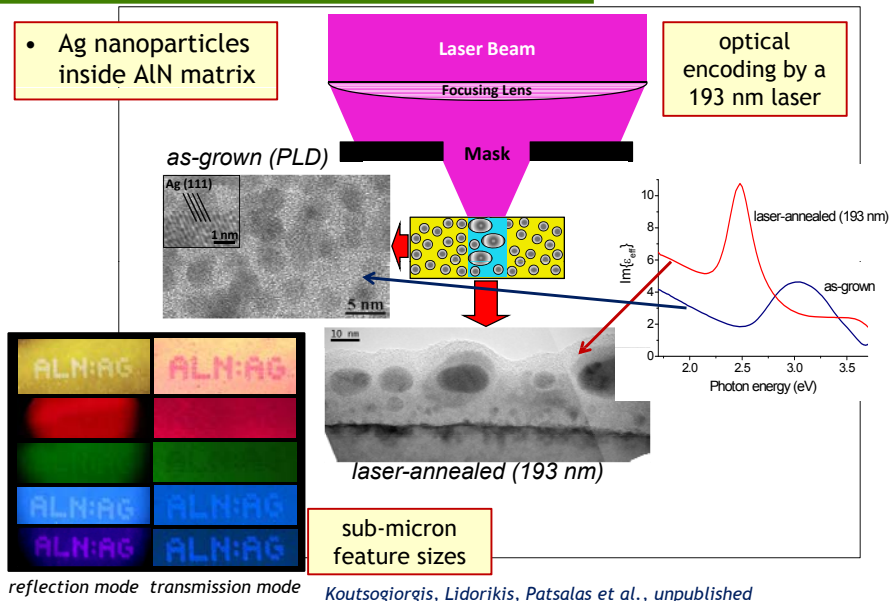 • Ag nanoparticles
inside AlN matrix
Laser Beam
Focusing Lens
Mask
optical
encoding by a
193 nm laser
as-grown (PLD)
Ag (111)
1 nm
5 nm
10 nm
laser-annealed (193 nm)
Im{ε_eff}
10
8
6
4
2
0
laser-annealed (193 nm)
as-grown
2.0
2.5
3.0
3.5
Photon energy (eV)
ALN:AG ALN:AG
ALN:AG ALN:AG
ALN:AG ALN:AG
reflection mode transmission mode
sub-micron
feature sizes
Koutsogiorgis, Lidorikis, Patsalas et al., unpublished